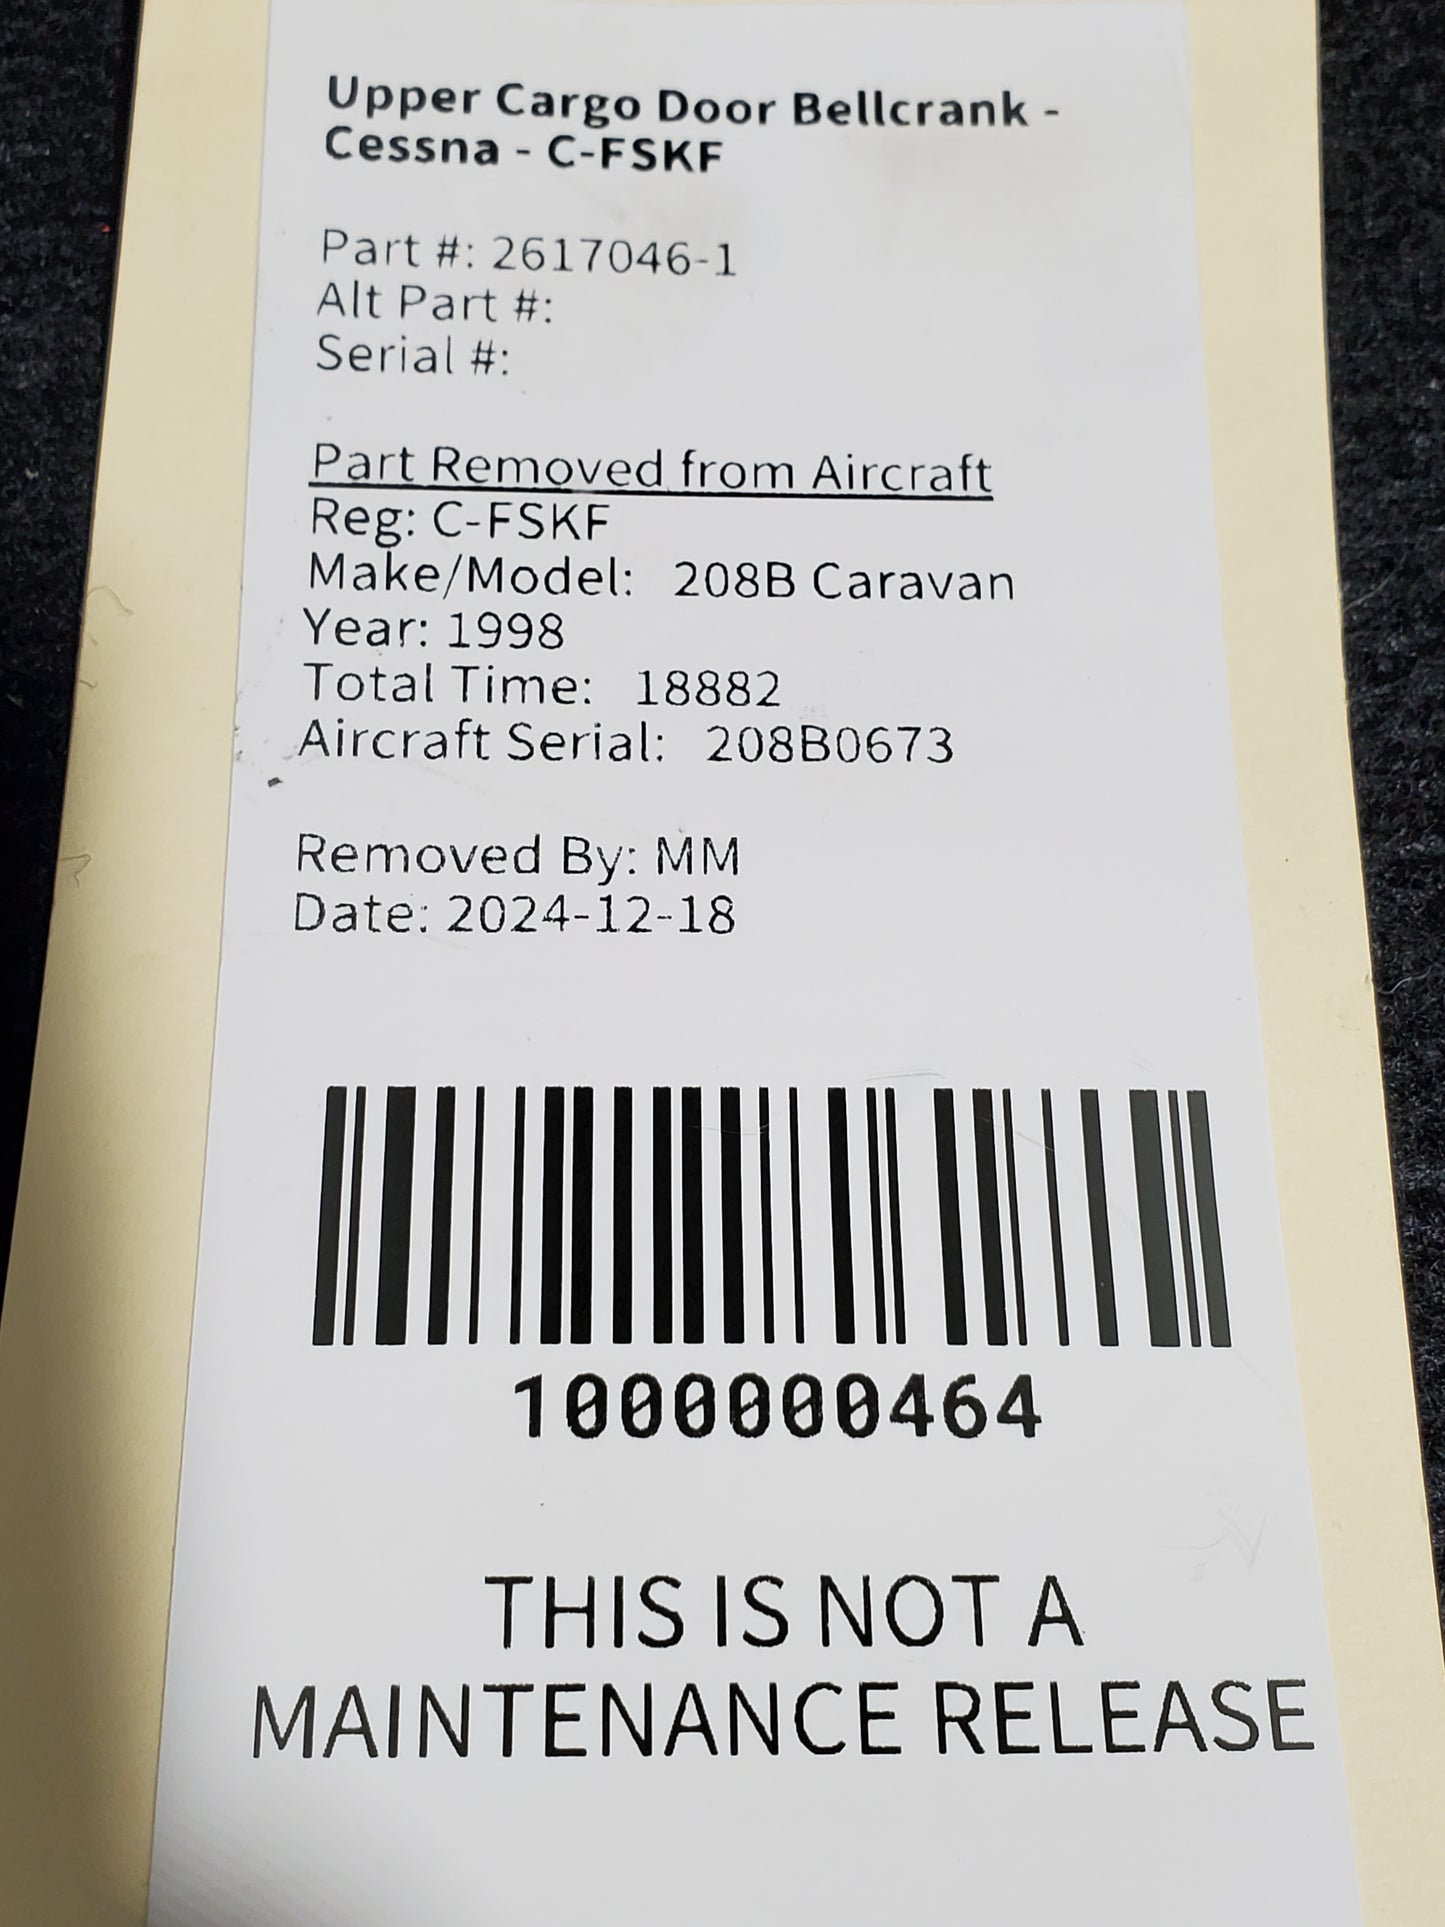 Upper Cargo Door Bellcrank -
Cessna - C-FSKF
Part #: 2617046-1
Alt Part #:
Serial #:
Part Removed from Aircraft
Reg: C-FSKF
Make/Model: 208B Caravan
Year: 1998
Total Time: 18882
Aircraft Serial: 208B0673
Removed By: MM
Date: 2024-12-18
1000000464
THIS IS NOT A
MAINTENANCE RELEASE